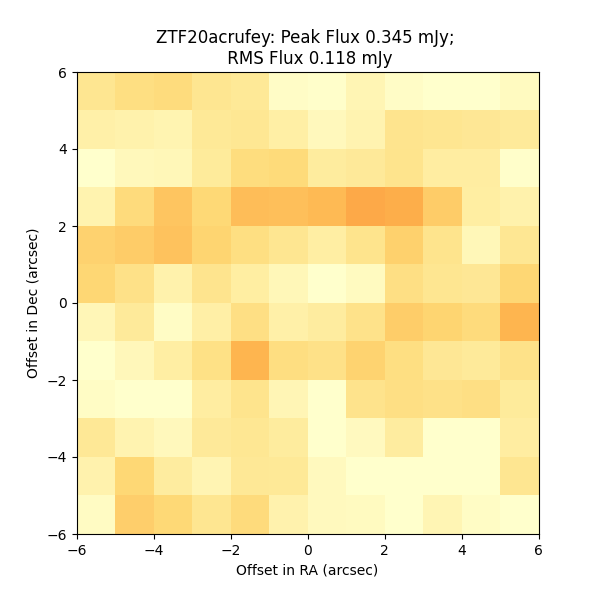 ZTF20acrufey: Peak Flux 0.345 mJy;
RMS Flux 0.118 mJy
6
4
2
0
−2
−4
−6
Offset in Dec (arcsec)
−6 −4 −2 0 2 4 6
Offset in RA (arcsec)